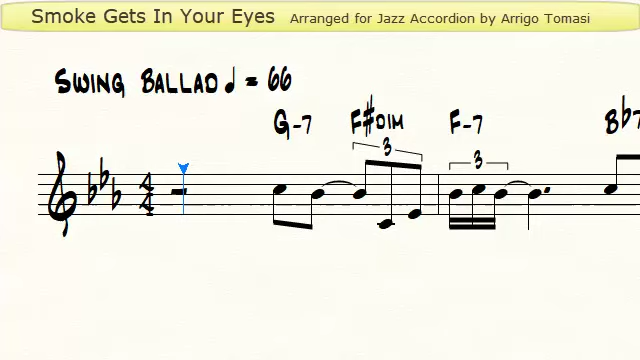 Smoke Gets In Your Eyes Arranged for Jazz Accordion by Arrigo Tomasi
SWING BALLAD ♩ = 66
G-7 F#DIM F-7 Bb7
3 3
4
4